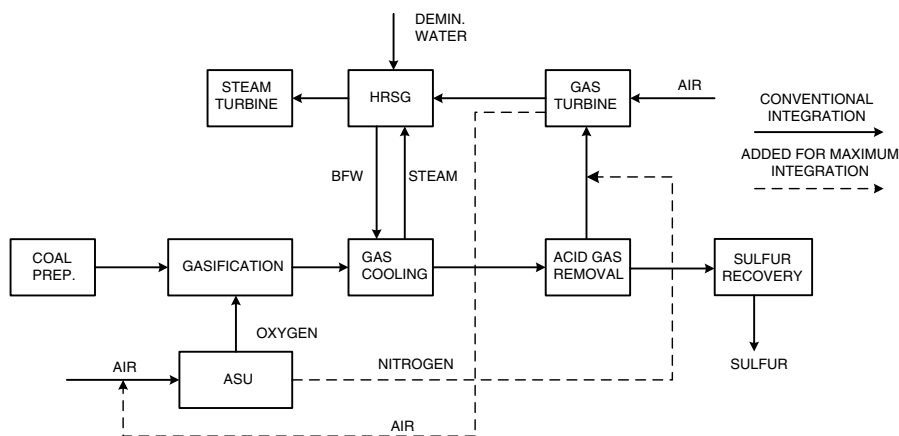 DEMIN.
WATER
STEAM
TURBINE
HRSG
GAS
TURBINE
AIR
CONVENTIONAL
INTEGRATION
ADDED FOR MAXIMUM
INTEGRATION
BFW
STEAM
COAL
PREP.
GASIFICATION
GAS
COOLING
ACID GAS
REMOVAL
SULFUR
RECOVERY
OXYGEN
AIR
ASU
NITROGEN
SULFUR
AIR